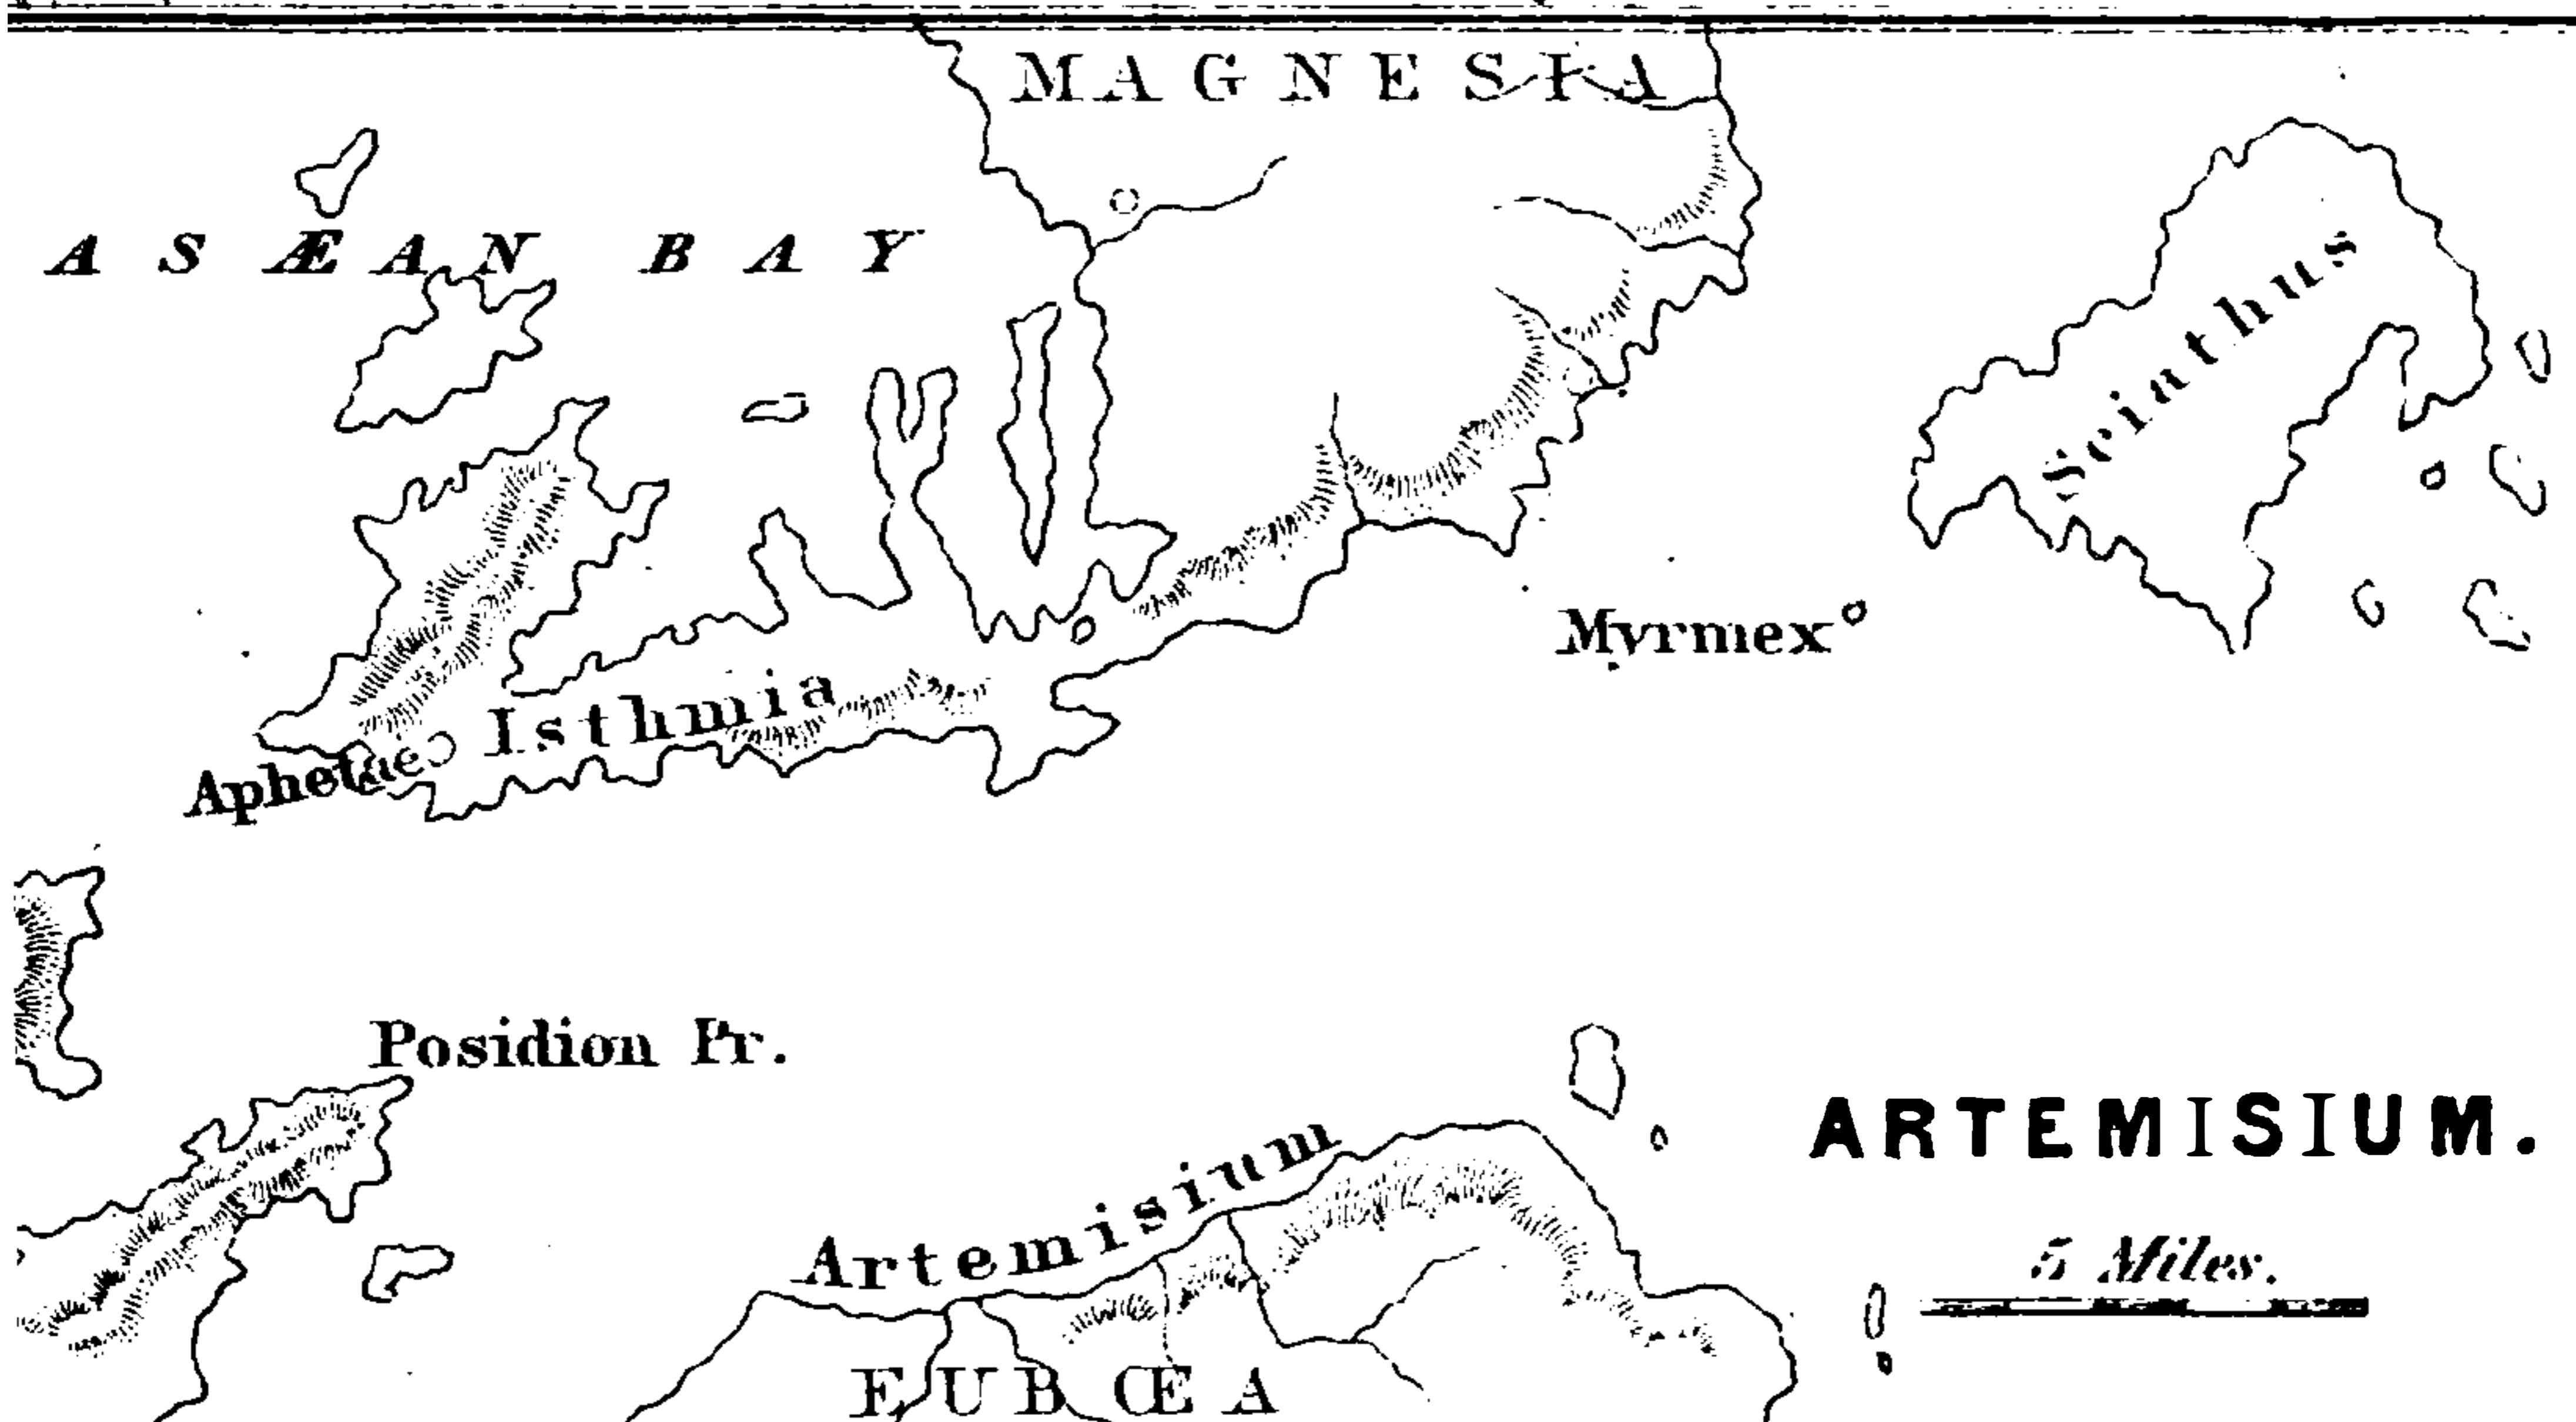 MAGNESIA
ASÆAN BAY
Sciathus
Myrmex
Isthmia
Aphetae
Posidion Pr.
Artemisium
ARTEMISIUM.
5 Miles.
EUBŒA